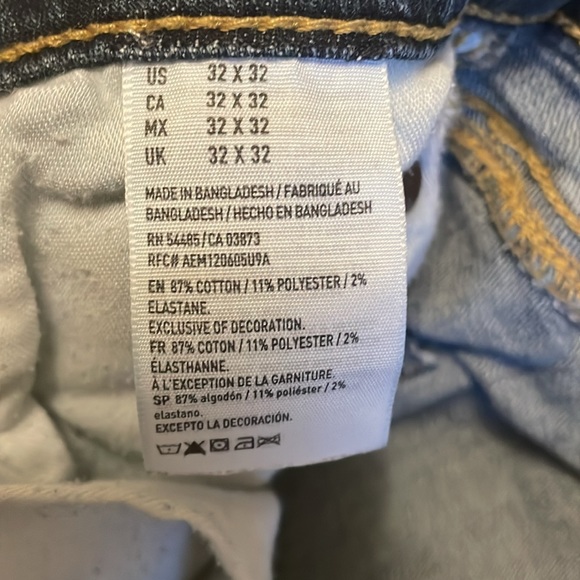 US 32 X 32
CA 32 X 32
MX 32 X 32
UK 32 X 32
MADE IN BANGLADESH / FABRIQUÉ AU
BANGLADESH / HECHO EN BANGLADESH
RN 54485 / CA 03873
RFC# AEM120605U9A
EN 87% COTTON / 11% POLYESTER / 2%
ELASTANE.
EXCLUSIVE OF DECORATION.
FR 87% COTON / 11% POLYESTER / 2%
ÉLASTHANNE.
À L'EXCEPTION DE LA GARNITURE.
SP 87% algodón / 11% poliéster / 2%
elastano.
EXCEPTO LA DECORACIÓN.